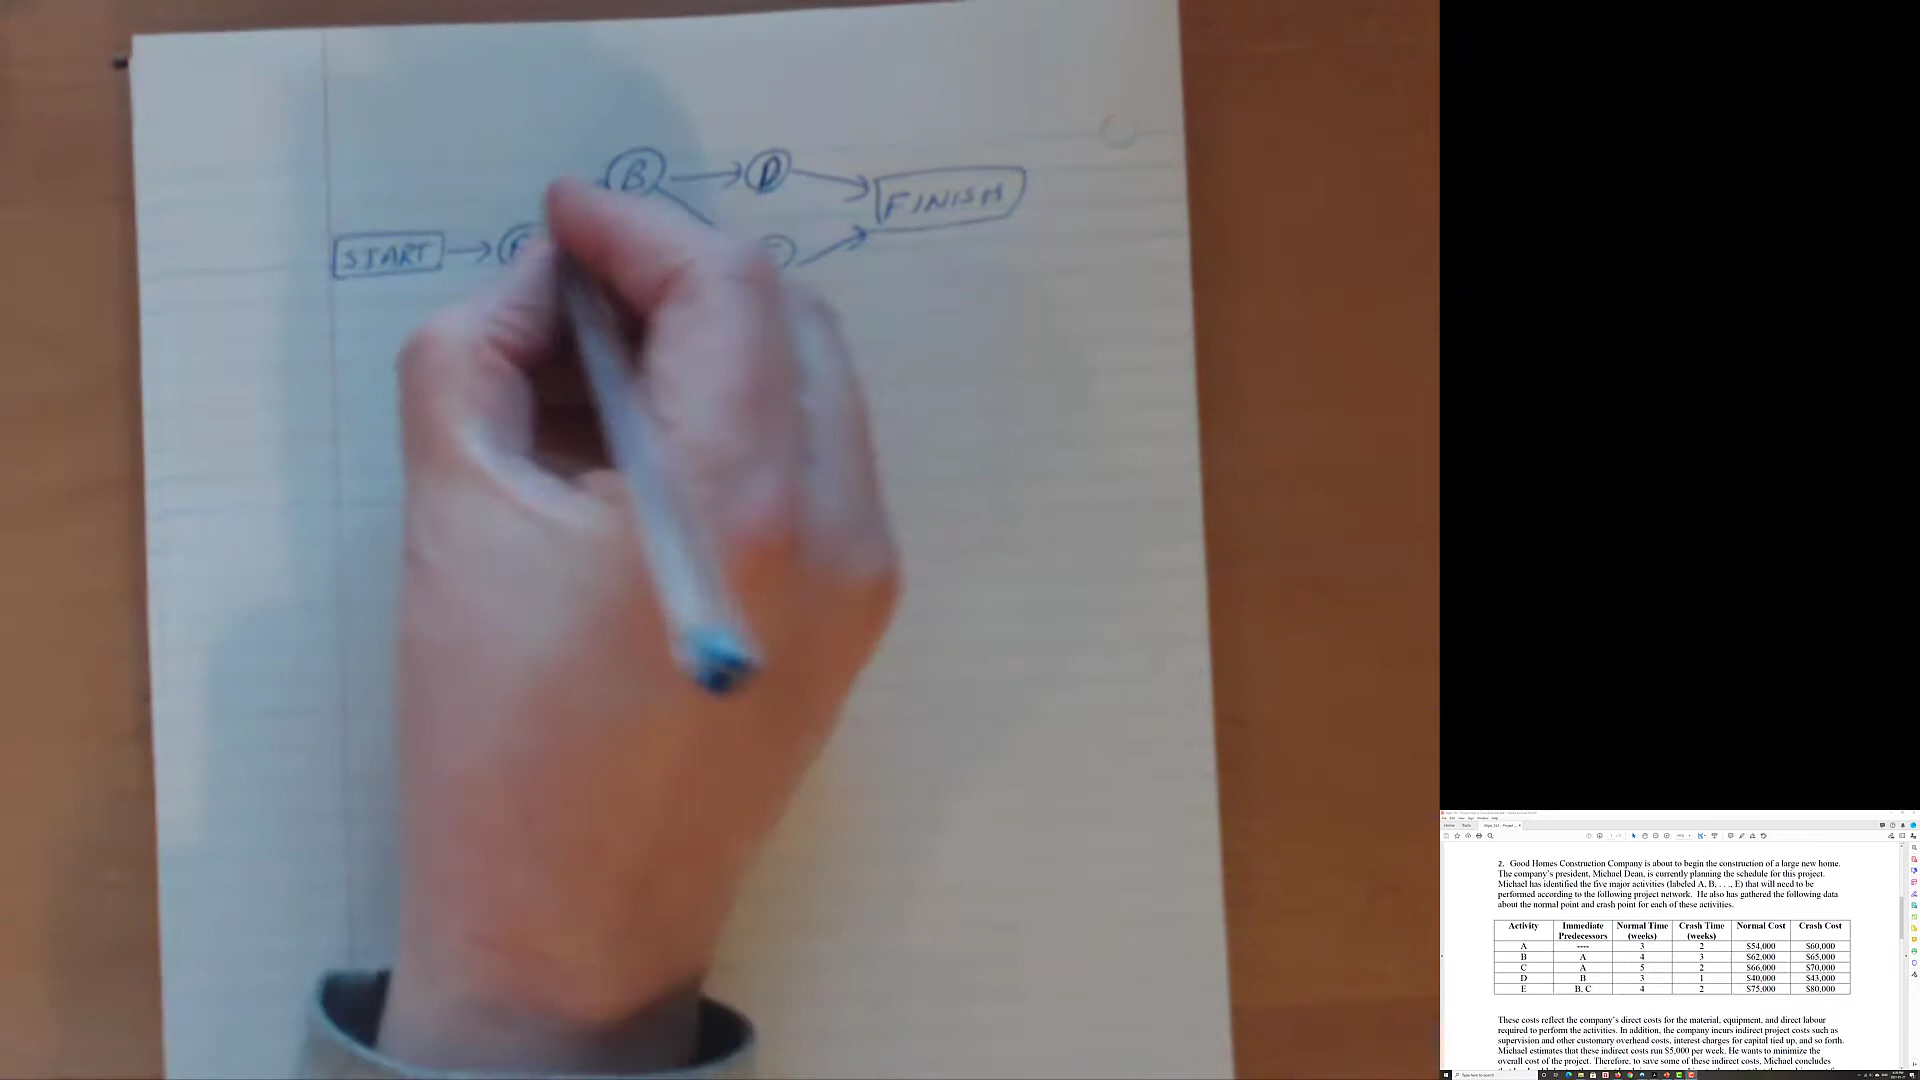 B
D
FINISH
START
2. Good Homes Construction Company is about to begin the construction of a large new home.
The company's president, Michael Dean, is currently planning the schedule for this project.
Michael has identified the five major activities (labeled A, B, . . ., E) that will need to be
performed according to the following project network. He also has gathered the following data
about the normal point and crash point for each of these activities.
Activity Immediate Predecessors Normal Time (weeks) Crash Time (weeks) Normal Cost Crash Cost
A ---- 3 2 $54,000 $60,000
B A 4 3 $62,000 $65,000
C A 5 2 $66,000 $70,000
D B 3 1 $40,000 $43,000
E B, C 4 2 $75,000 $80,000
These costs reflect the company's direct costs for the material, equipment, and direct labour
required to perform the activities. In addition, the company incurs indirect project costs such as
supervision and other customary overhead costs, interest charges for capital tied up, and so forth.
Michael estimates that these indirect costs run $5,000 per week. He wants to minimize the
overall cost of the project. Therefore, to save some of these indirect costs, Michael concludes